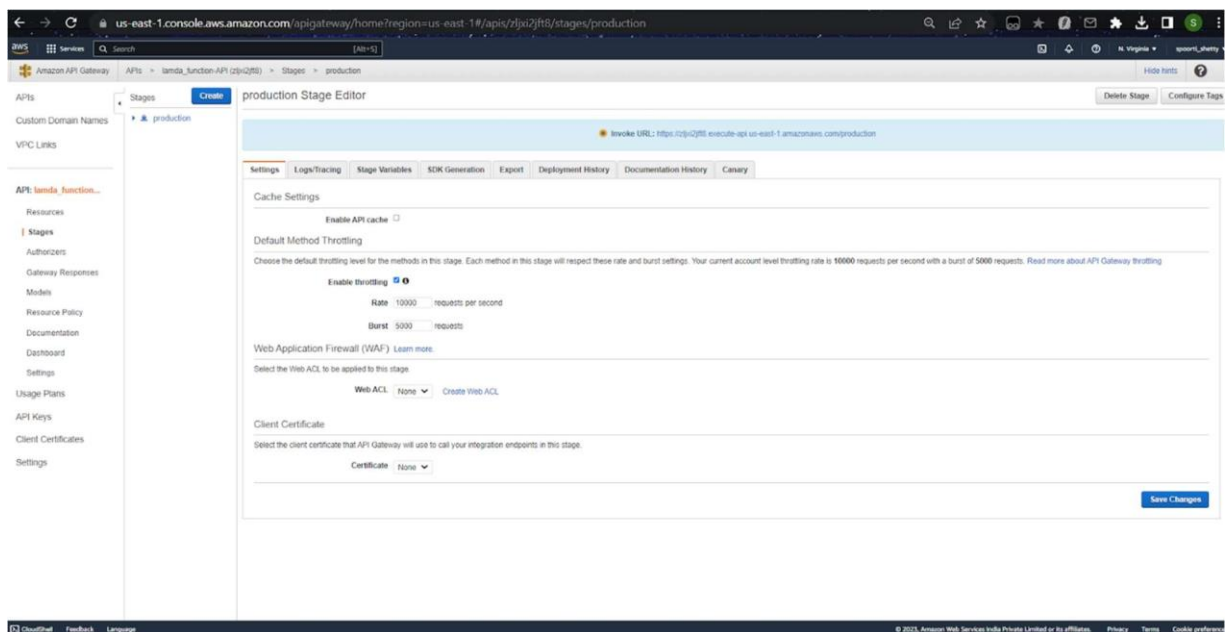 us-east-1.console.aws.amazon.com/apigateway/home?region=us-east-1#/apis/zljxi2jft8/stages/production
S
aws Services Search [Alt+S] N. Virginia spoorti_shetty
Amazon API Gateway APIs > lamda_function-API (zljxi2jft8) > Stages > production Hide hints
APIs
Custom Domain Names
VPC Links
API: lamda_function...
Resources
Stages
Authorizers
Gateway Responses
Models
Resource Policy
Documentation
Dashboard
Settings
Usage Plans
API Keys
Client Certificates
Settings
Stages Create
production
production Stage Editor Delete Stage Configure Tags
Invoke URL: https://zljxi2jft8.execute-api.us-east-1.amazonaws.com/production
Settings Logs/Tracing Stage Variables SDK Generation Export Deployment History Documentation History Canary
Cache Settings
Enable API cache
Default Method Throttling
Choose the default throttling level for the methods in this stage. Each method in this stage will respect these rate and burst settings. Your current account level throttling rate is 10000 requests per second with a burst of 5000 requests. Read more about API Gateway throttling
Enable throttling
Rate 10000 requests per second
Burst 5000 requests
Web Application Firewall (WAF) Learn more.
Select the Web ACL to be applied to this stage.
Web ACL None Create Web ACL
Client Certificate
Select the client certificate that API Gateway will use to call your integration endpoints in this stage.
Certificate None
Save Changes
CloudShell Feedback Language © 2023, Amazon Web Services India Private Limited or its affiliates. Privacy Terms Cookie preference